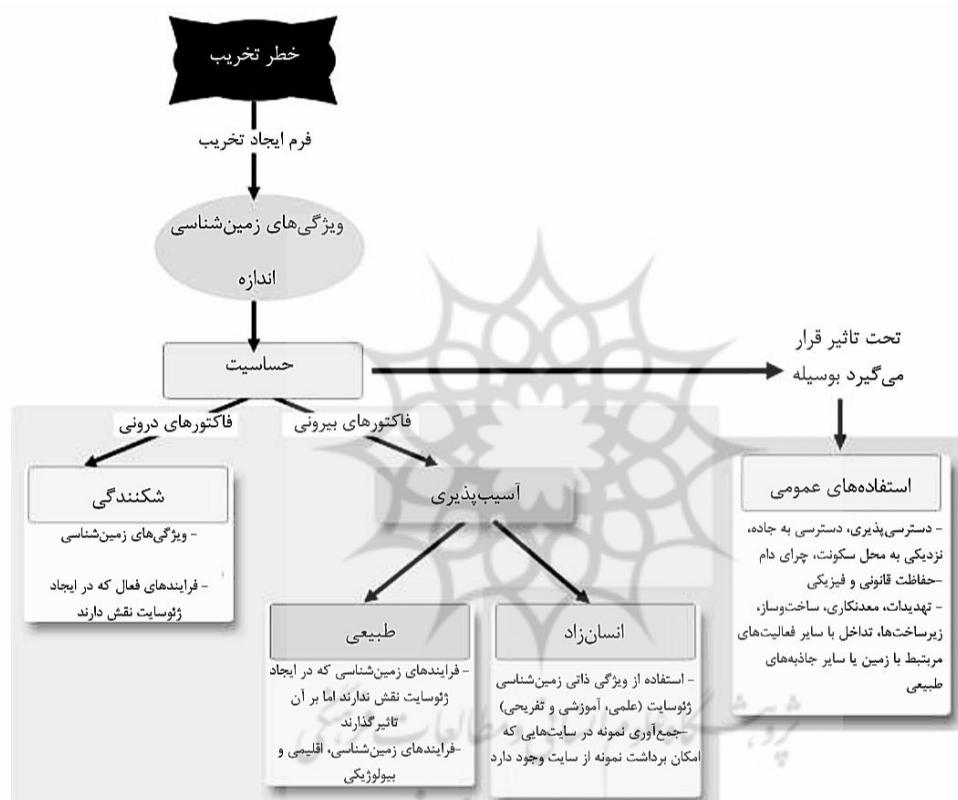 خطر تخریب
فرم ایجاد تخریب
ویژگی‌های زمین‌شناسی
اندازه
حساسیت
تحت تاثیر قرار
می‌گیرد بوسیله
فاکتورهای بیرونی
فاکتورهای درونی
استفاده‌های عمومی
- دسترسی‌پذیری، دسترسی به جاده،
نزدیکی به محل سکونت، چرای دام
-حفاظت قانونی و فیزیکی
- تهدیدات، معدنکاری، ساخت‌وساز،
زیرساخت‌ها، تداخل با سایر فعالیت‌های
مربتبط با زمین یا سایر جاذبه‌های
طبیعی
آسیب‌پذیری
شکنندگی
- ویژگی‌های زمین‌شناسی
- فرایندهای فعال که در ایجاد
ژئوسایت نقش دارند
انسان‌زاد
- استفاده از ویژگی ذاتی زمین‌شناسی
ژئوسایت (علمی، آموزشی و تفریحی)
-جمع‌آوری نمونه در سایت‌هایی که
امکان برداشت نمونه از سایت وجود دارد
طبیعی
- فرایندهای زمین‌شناسی که در ایجاد
ژئوسایت نقش ندارند اما بر آن
تاثیرگذارند
-فرایندهای زمین‌شناسی، اقلیمی و
بیولوژیکی